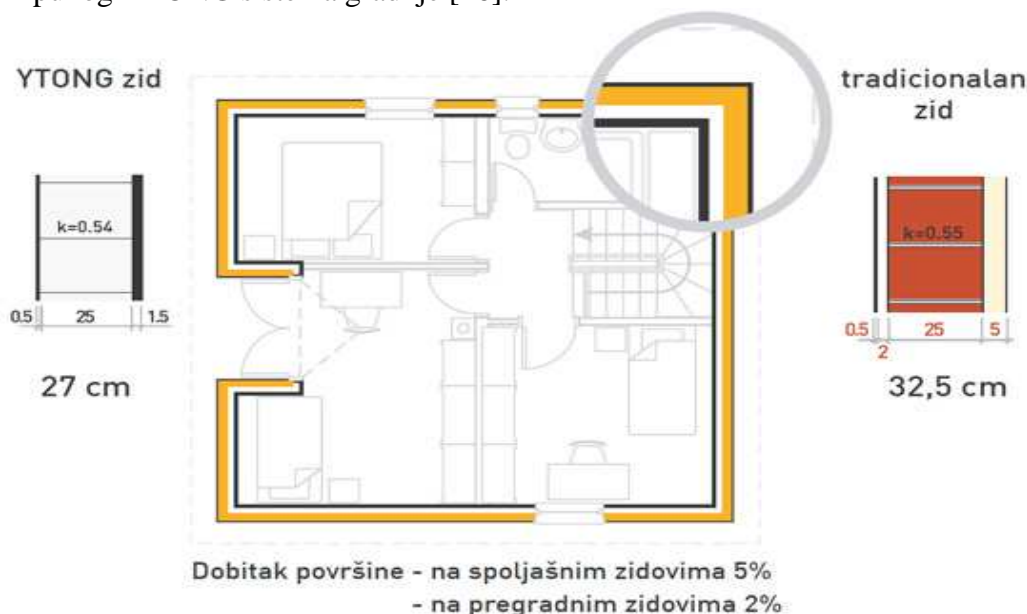 YTONG zid
tradicionalan
zid
k=0.54
k=0.55
0.5 25 1.5
0.5 2 25 5
27 cm
32,5 cm
Dobitak površine - na spoljašnim zidovima 5%
- na pregradnim zidovima 2%